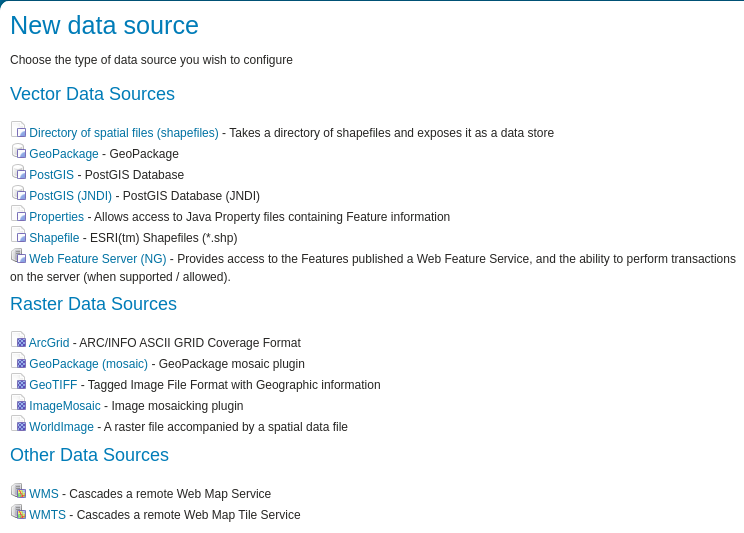 New data source
Choose the type of data source you wish to configure
Vector Data Sources
Directory of spatial files (shapefiles) - Takes a directory of shapefiles and exposes it as a data store
GeoPackage - GeoPackage
PostGIS - PostGIS Database
PostGIS (JNDI) - PostGIS Database (JNDI)
Properties - Allows access to Java Property files containing Feature information
Shapefile - ESRI(tm) Shapefiles (*.shp)
Web Feature Server (NG) - Provides access to the Features published a Web Feature Service, and the ability to perform transactions
on the server (when supported / allowed).
Raster Data Sources
ArcGrid - ARC/INFO ASCII GRID Coverage Format
GeoPackage (mosaic) - GeoPackage mosaic plugin
GeoTIFF - Tagged Image File Format with Geographic information
ImageMosaic - Image mosaicking plugin
WorldImage - A raster file accompanied by a spatial data file
Other Data Sources
WMS - Cascades a remote Web Map Service
WMTS - Cascades a remote Web Map Tile Service